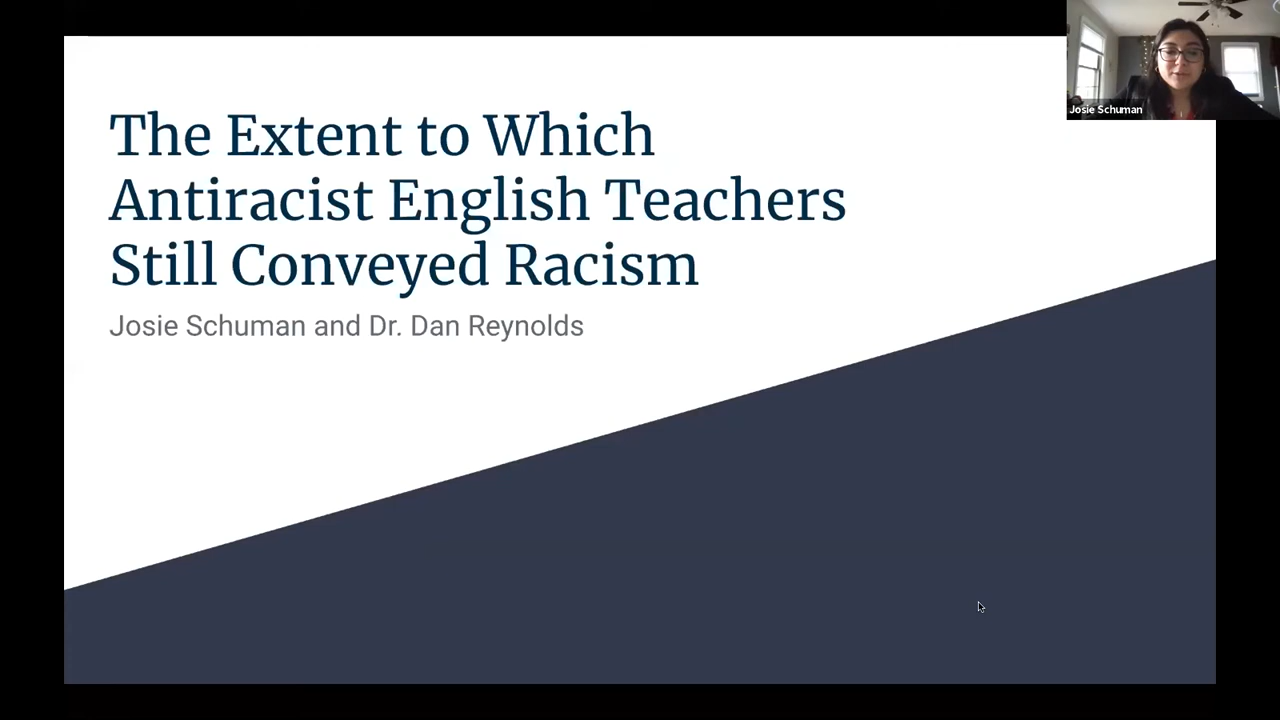 The Extent to Which
Antiracist English Teachers
Still Conveyed Racism
Josie Schuman and Dr. Dan Reynolds
Josie Schuman